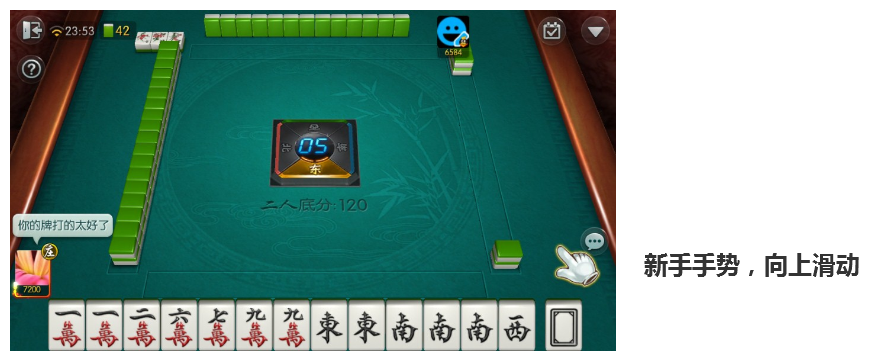 23:53
42
6584
05
东
二人底分:120
你的牌打的太好了
庄
7200
一萬 一萬 二萬 六萬 七萬 九萬 九萬 東 東 南 南 南 西
新手手势，向上滑动